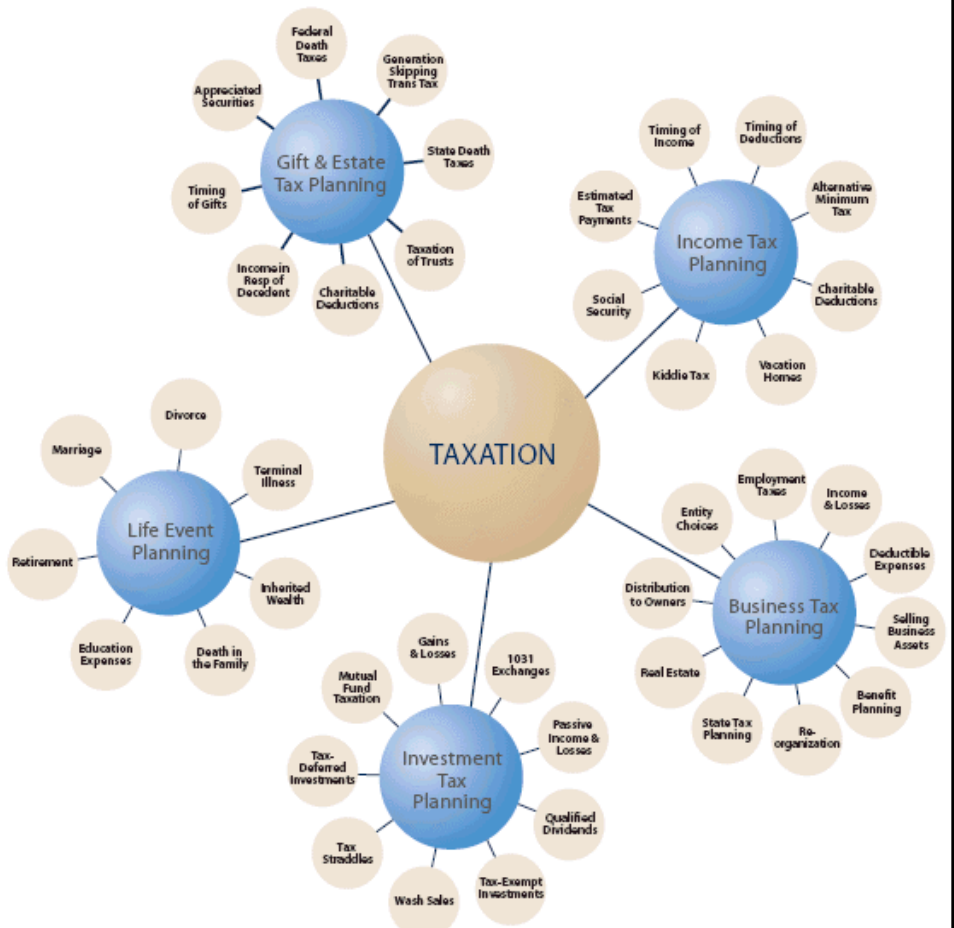 Federal
Death
Taxes
Generation
Skipping
Trans Tax
Appreciated
Securities
State Death
Taxes
Gift & Estate
Tax Planning
Timing
of Gifts
Taxation
of Trusts
Income in
Resp of
Decedent
Charitable
Deductions
Timing of
Income
Timing of
Deductions
Estimated
Tax
Payments
Alternative
Minimum
Tax
Income Tax
Planning
Social
Security
Charitable
Deductions
Kiddie Tax
Vacation
Homes
TAXATION
Divorce
Marriage
Terminal
Illness
Life Event
Planning
Retirement
Inherited
Wealth
Education
Expenses
Death in
the Family
Employment
Taxes
Income
& Losses
Entity
Choices
Deductible
Expenses
Distribution
to Owners
Business Tax
Planning
Selling
Business
Assets
Real Estate
Benefit
Planning
State Tax
Planning
Re-
organization
Gains
& Losses
1031
Exchanges
Mutual
Fund
Taxation
Passive
Income &
Losses
Tax-
Deferred
Investments
Investment
Tax
Planning
Qualified
Dividends
Tax
Straddles
Wash Sales
Tax-Exempt
Investments